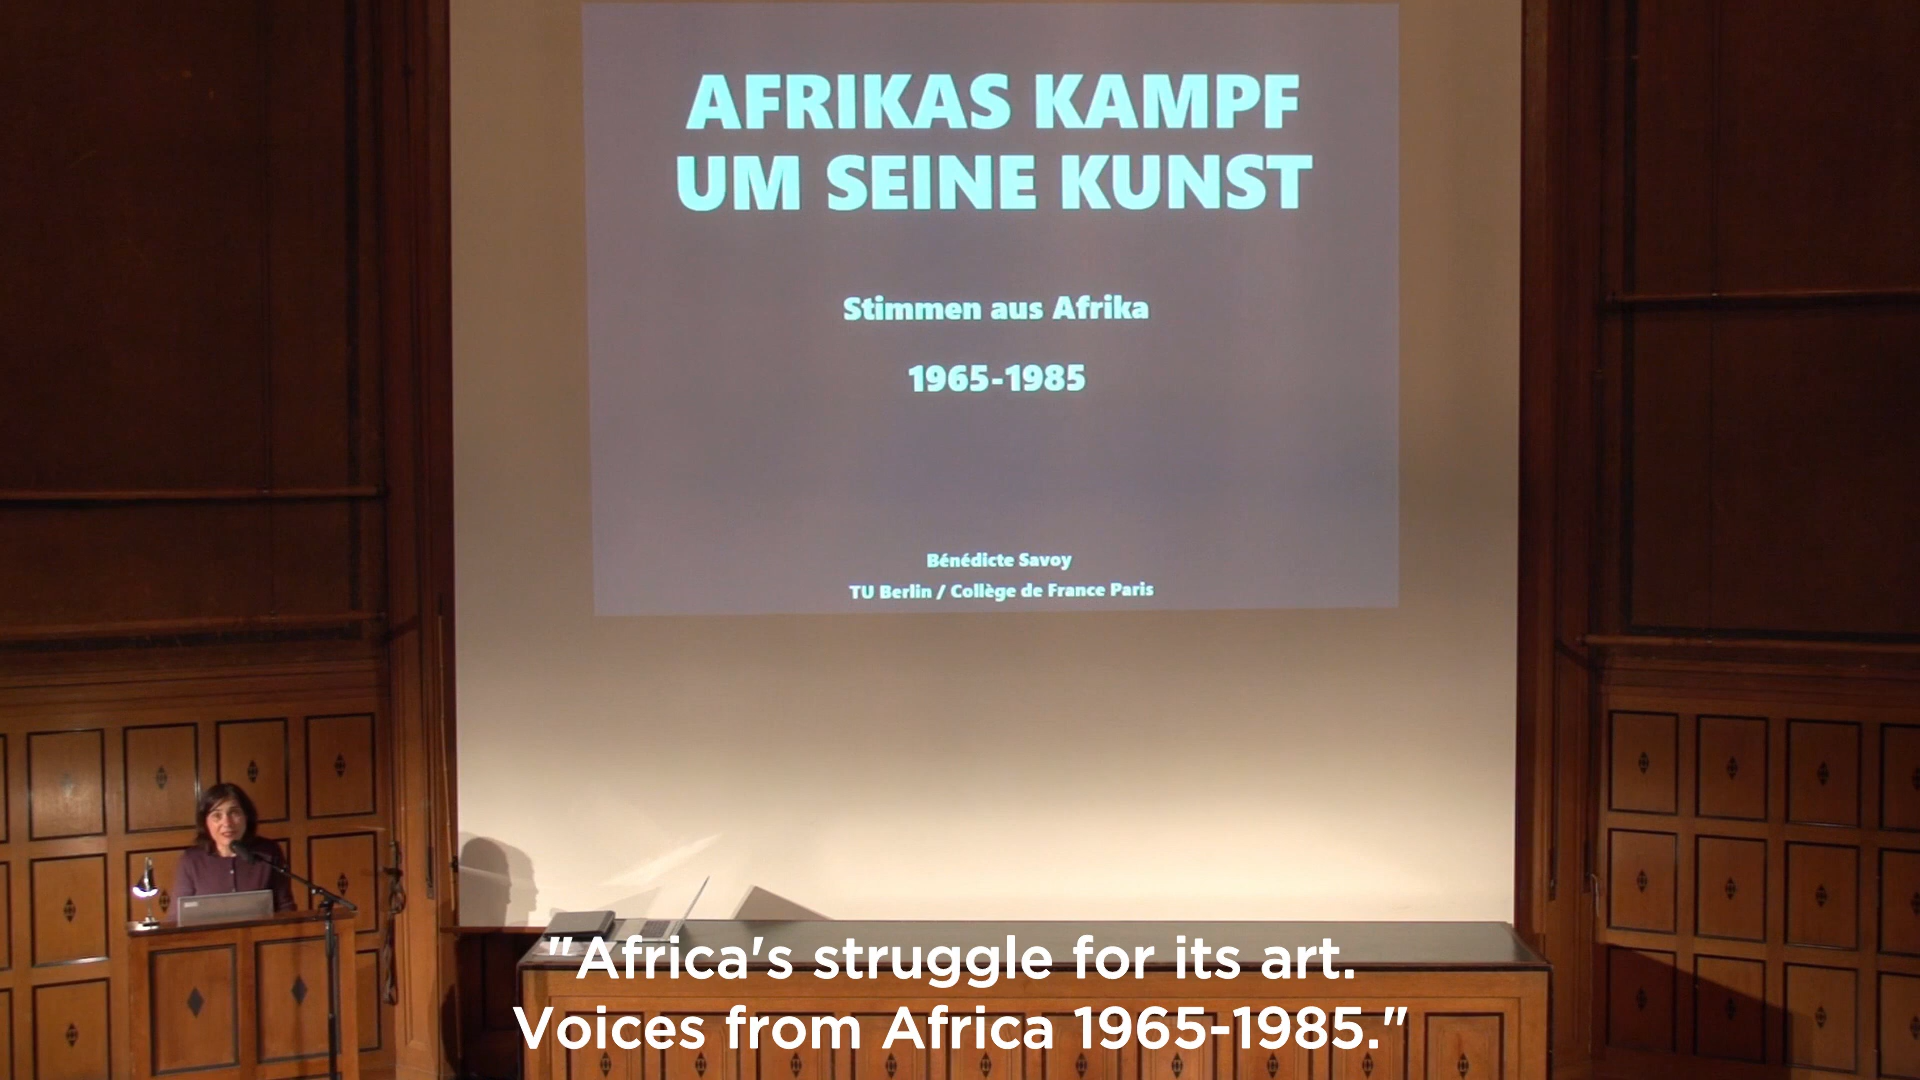 AFRIKAS KAMPF
UM SEINE KUNST
Stimmen aus Afrika
1965-1985
Bénédicte Savoy
TU Berlin / Collège de France Paris
"Africa's struggle for its art.
Voices from Africa 1965-1985."